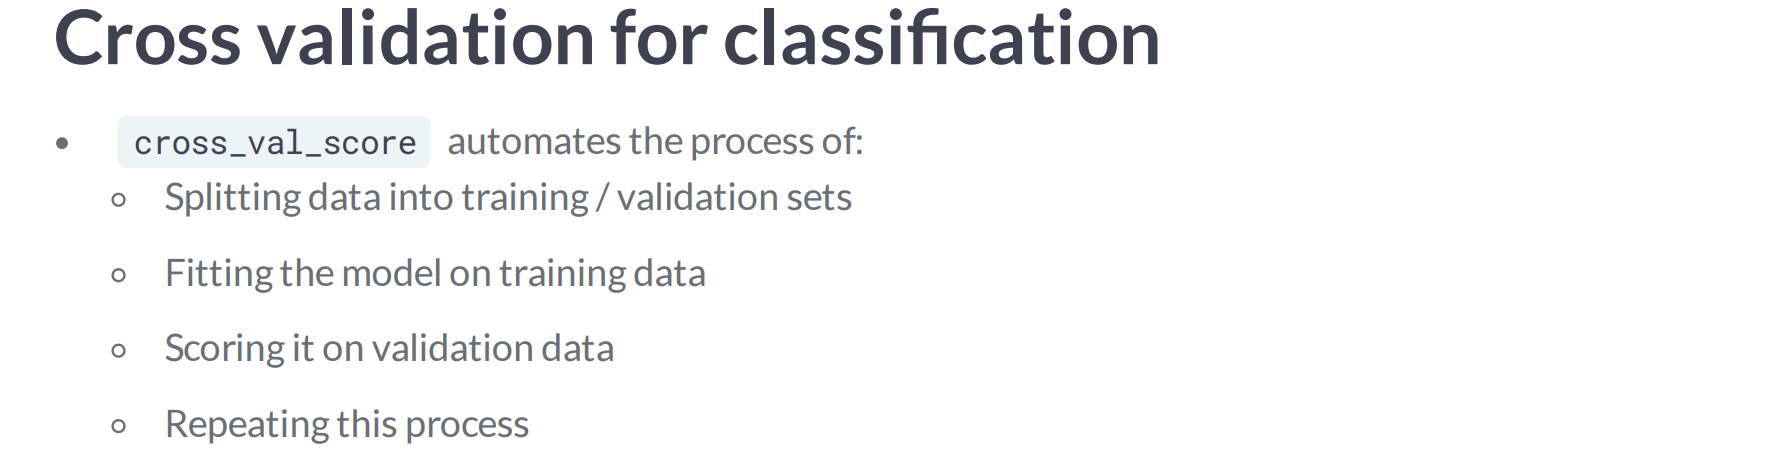 Cross validation for classification
• cross_val_score automates the process of:
○ Splitting data into training / validation sets
○ Fitting the model on training data
○ Scoring it on validation data
○ Repeating this process